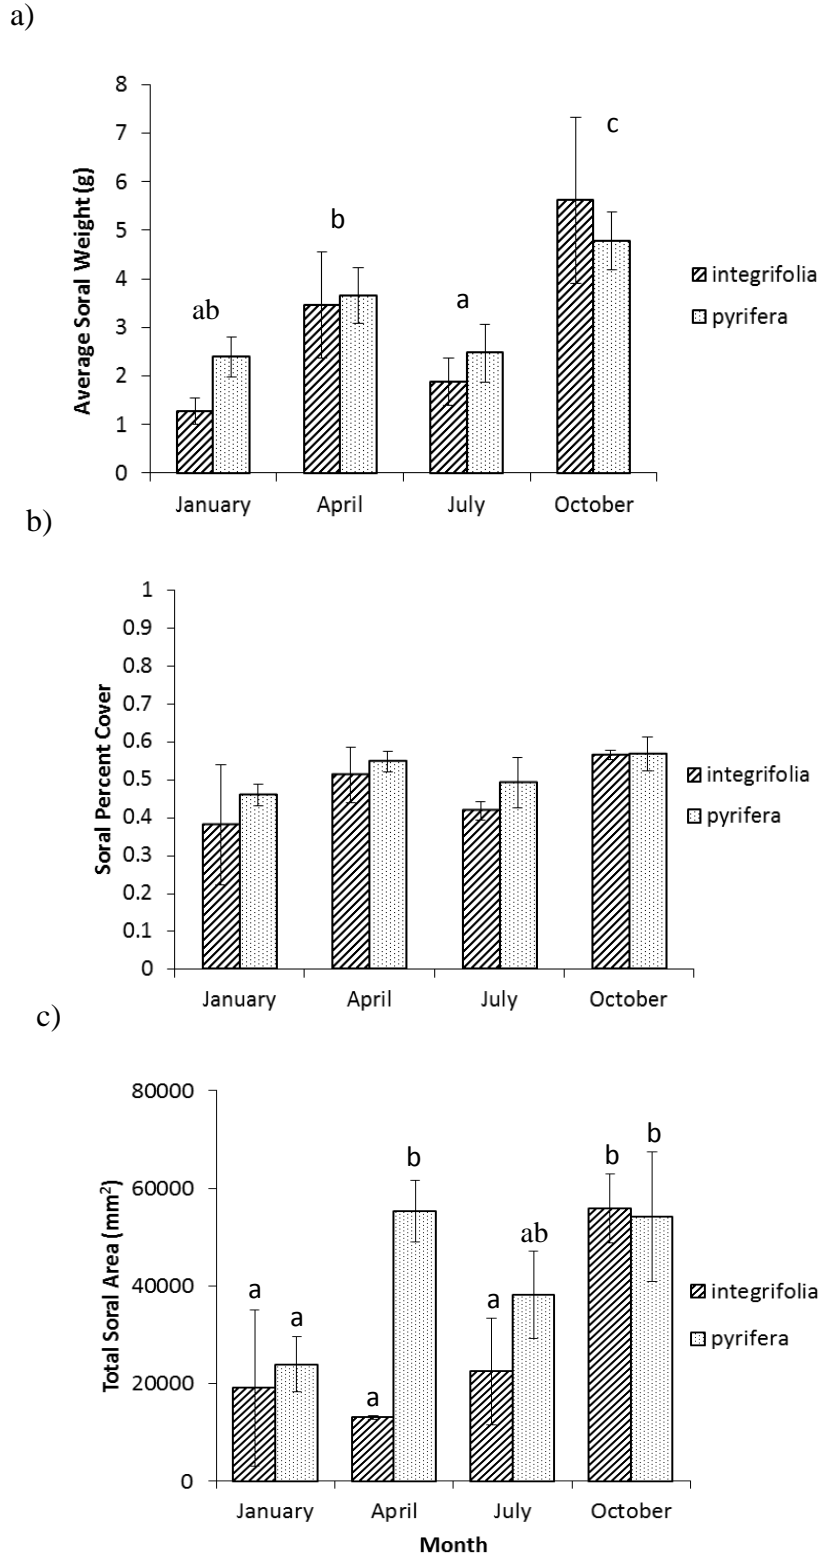 a)
8
7
6
5
4
3
2
1
0
Average Soral Weight (g)
ab
b
a
c
January April July October
integrifolia
pyrifera
b)
1
0.9
0.8
0.7
0.6
0.5
0.4
0.3
0.2
0.1
0
Soral Percent Cover
January April July October
integrifolia
pyrifera
c)
80000
60000
40000
20000
0
Total Soral Area (mm²)
a
a
a
b
a
ab
b
b
January April July October
Month
integrifolia
pyrifera